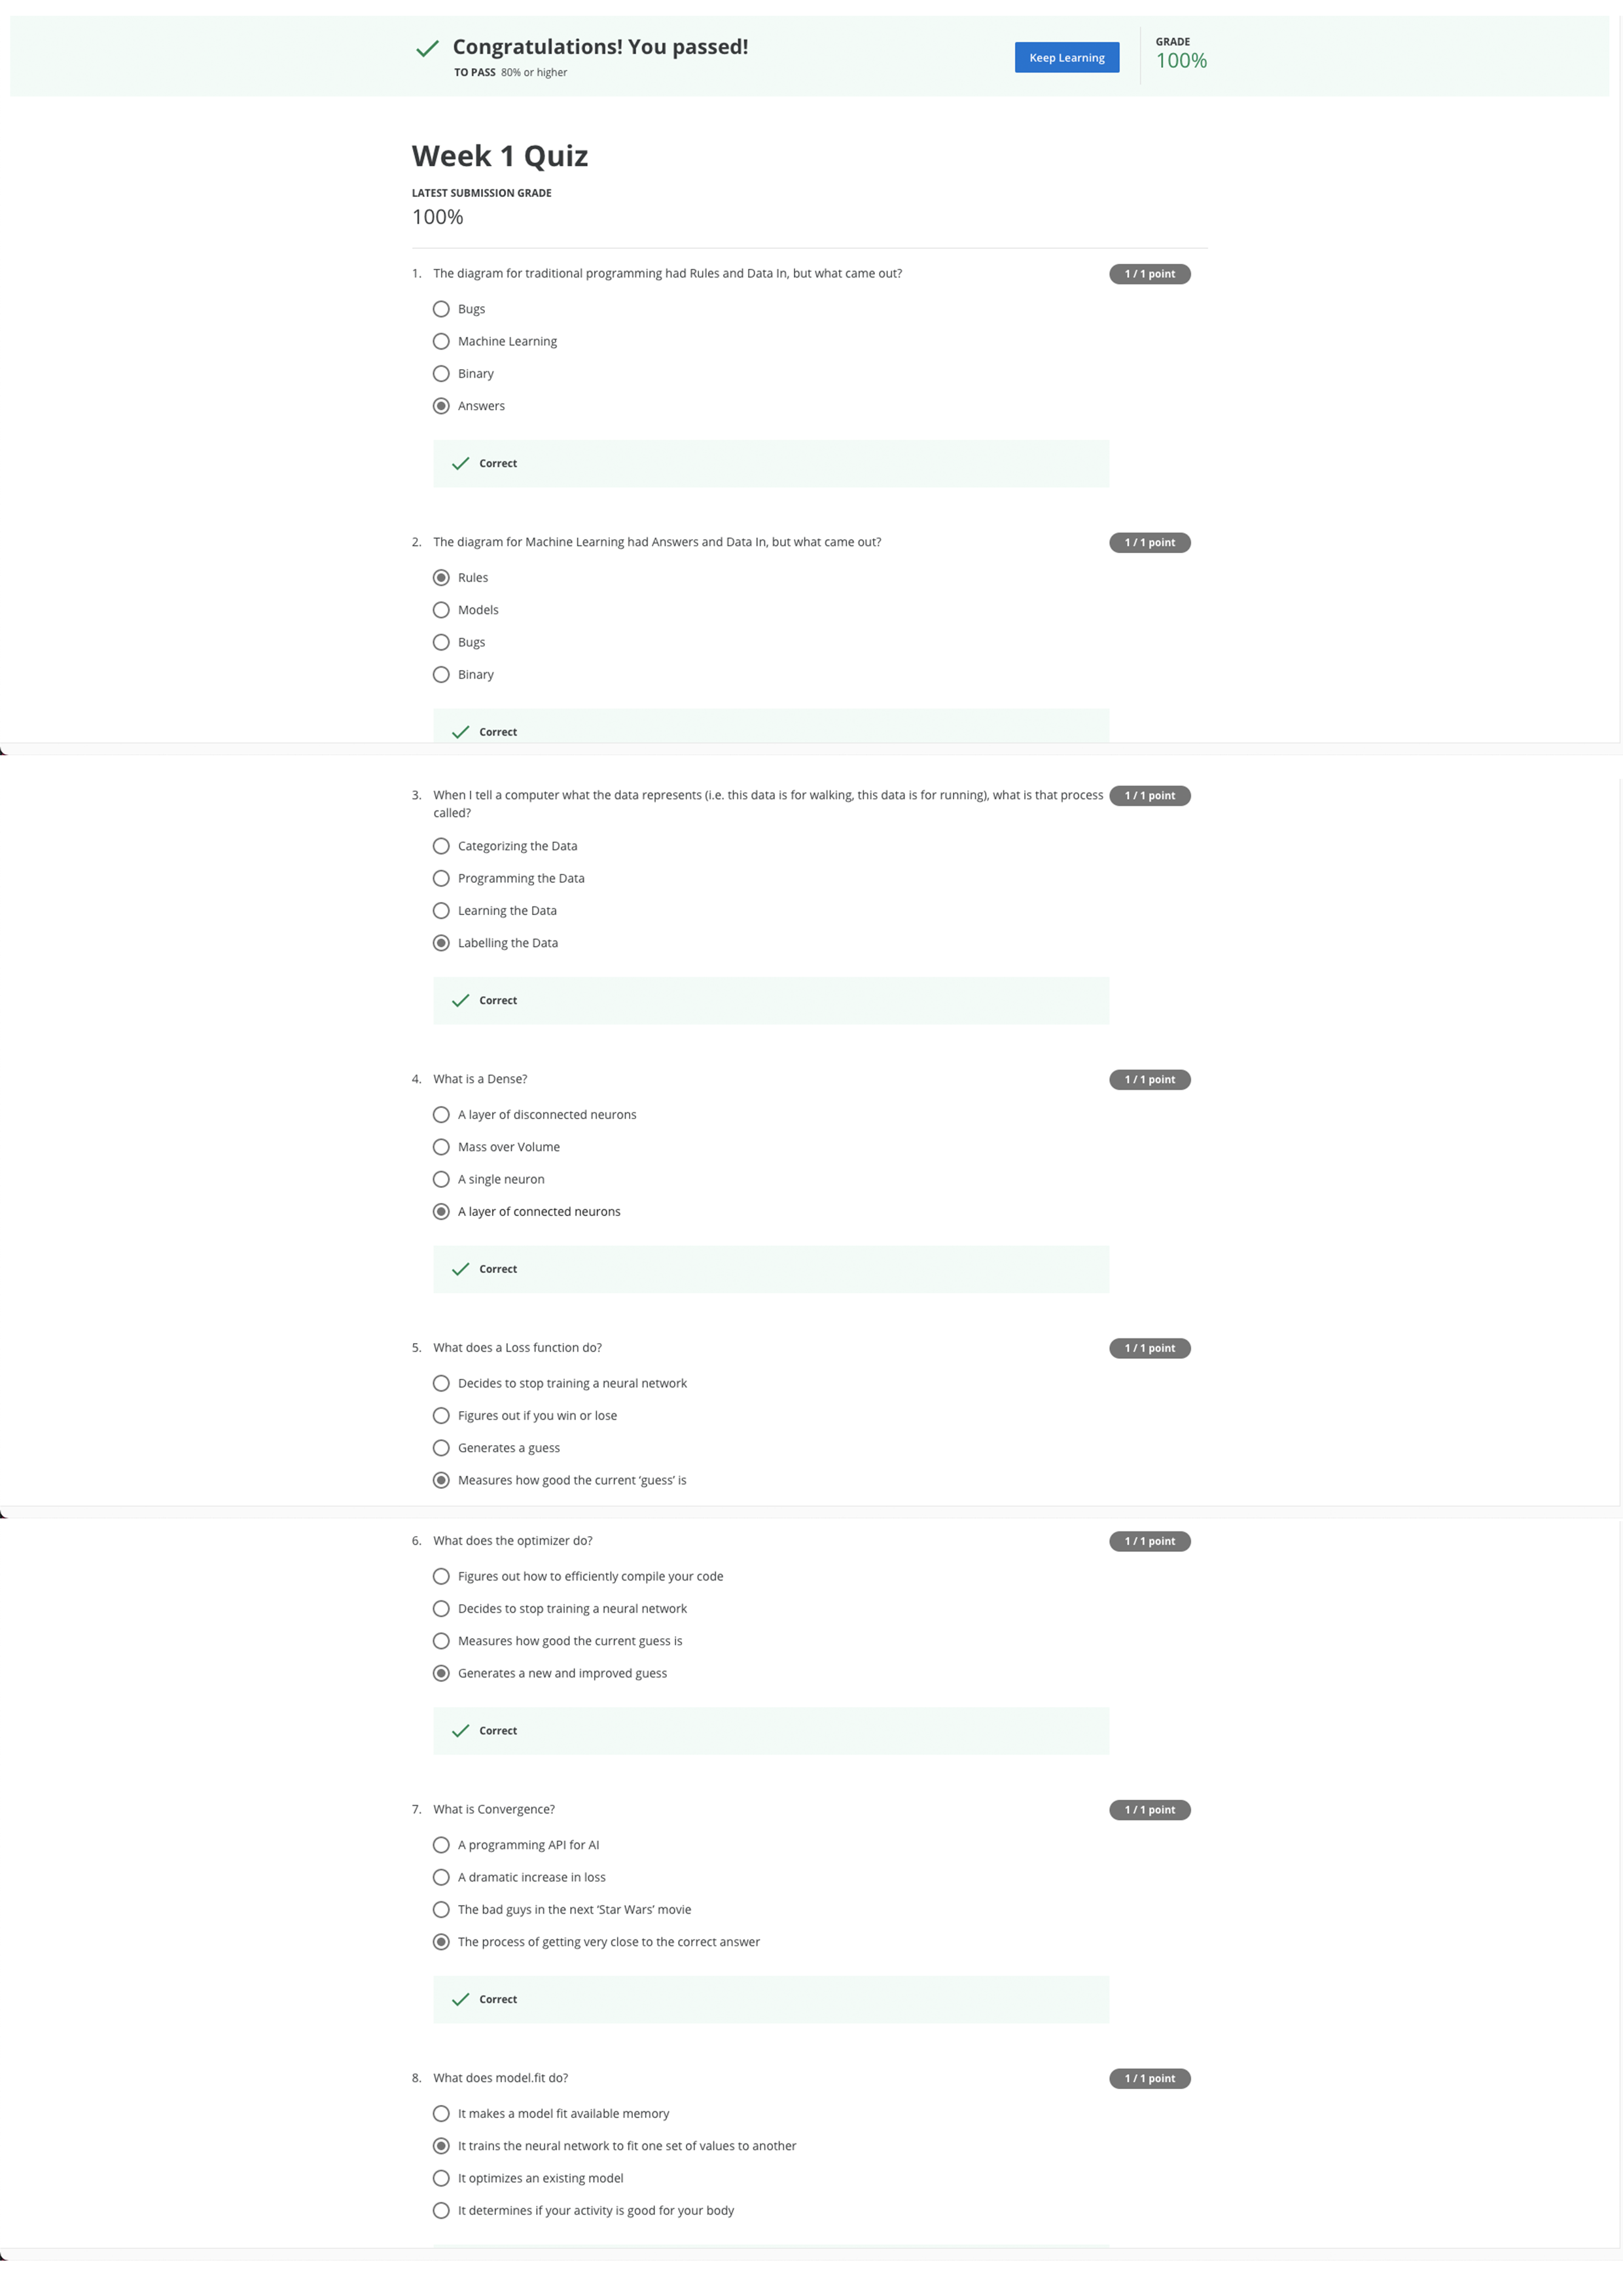 Congratulations! You passed!
TO PASS 80% or higher
Keep Learning
GRADE
100%
Week 1 Quiz
LATEST SUBMISSION GRADE
100%
1. The diagram for traditional programming had Rules and Data In, but what came out?
1 / 1 point
Bugs
Machine Learning
Binary
Answers
Correct
2. The diagram for Machine Learning had Answers and Data In, but what came out?
1 / 1 point
Rules
Models
Bugs
Binary
Correct
3. When I tell a computer what the data represents (i.e. this data is for walking, this data is for running), what is that process
called?
1 / 1 point
Categorizing the Data
Programming the Data
Learning the Data
Labelling the Data
Correct
4. What is a Dense?
1 / 1 point
A layer of disconnected neurons
Mass over Volume
A single neuron
A layer of connected neurons
Correct
5. What does a Loss function do?
1 / 1 point
Decides to stop training a neural network
Figures out if you win or lose
Generates a guess
Measures how good the current ‘guess’ is
6. What does the optimizer do?
1 / 1 point
Figures out how to efficiently compile your code
Decides to stop training a neural network
Measures how good the current guess is
Generates a new and improved guess
Correct
7. What is Convergence?
1 / 1 point
A programming API for AI
A dramatic increase in loss
The bad guys in the next ‘Star Wars’ movie
The process of getting very close to the correct answer
Correct
8. What does model.fit do?
1 / 1 point
It makes a model fit available memory
It trains the neural network to fit one set of values to another
It optimizes an existing model
It determines if your activity is good for your body